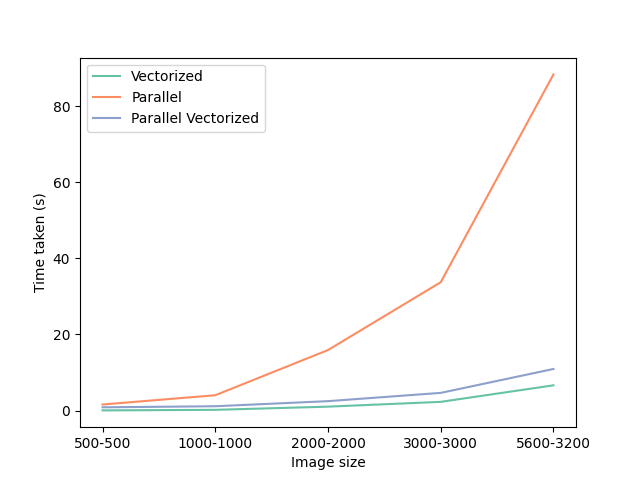 Vectorized
Parallel
Parallel Vectorized
Time taken (s)
80
60
40
20
0
500-500 1000-1000 2000-2000 3000-3000 5600-3200
Image size